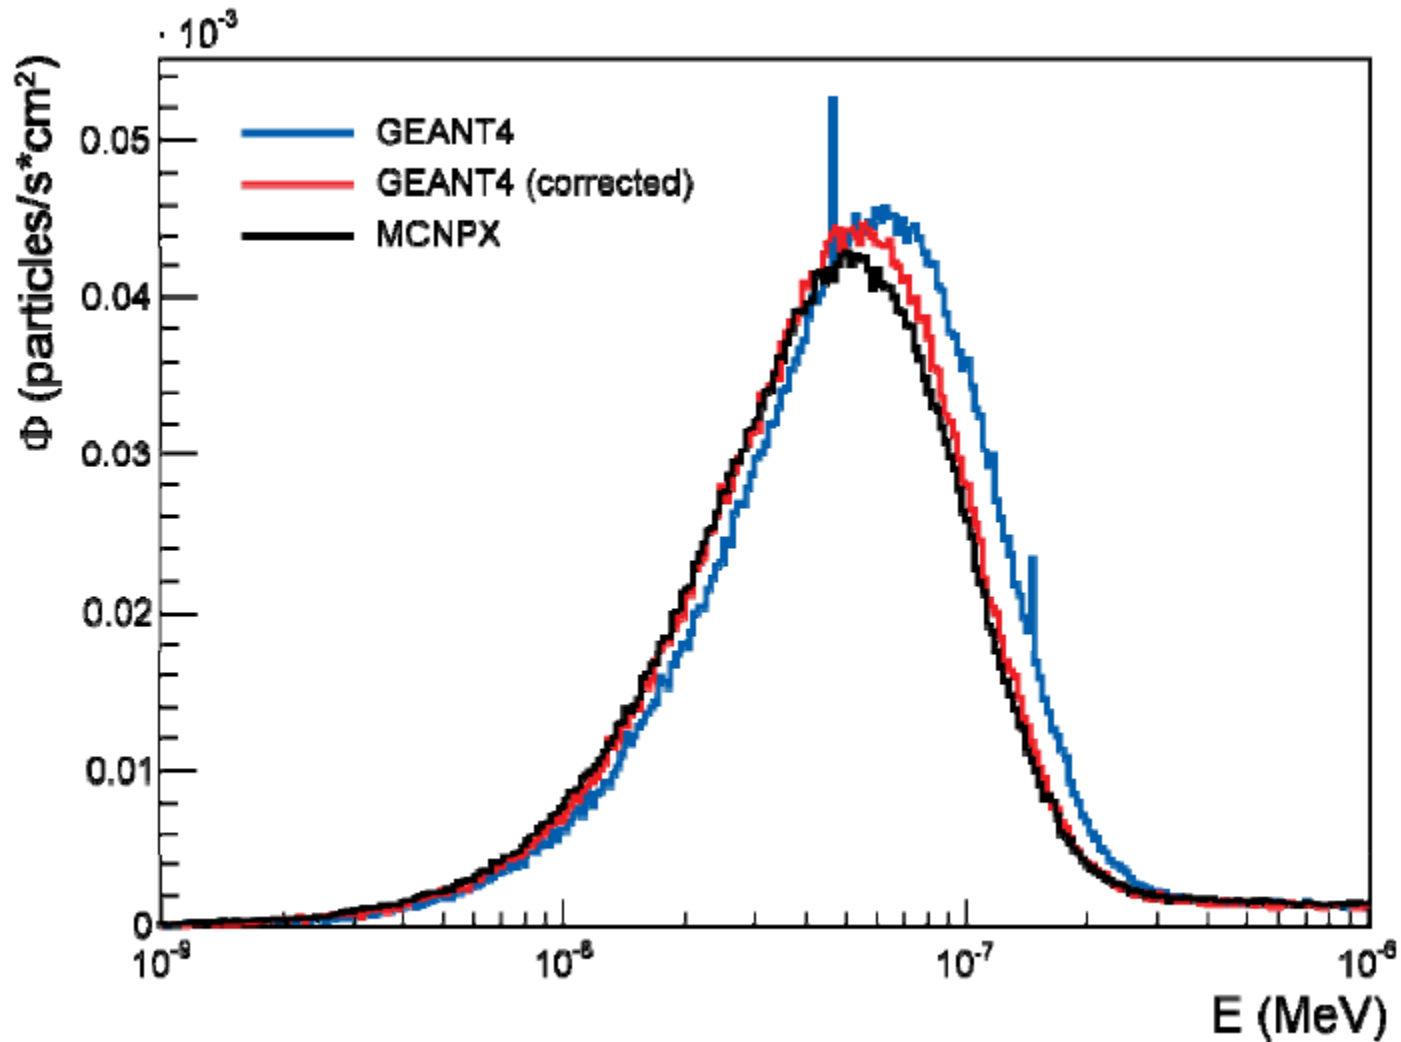 · 10⁻³
Φ (particles/s*cm²)
GEANT4
GEANT4 (corrected)
MCNPX
0.05
0.04
0.03
0.02
0.01
0
10⁻⁹ 10⁻⁸ 10⁻⁷ 10⁻⁶
E (MeV)